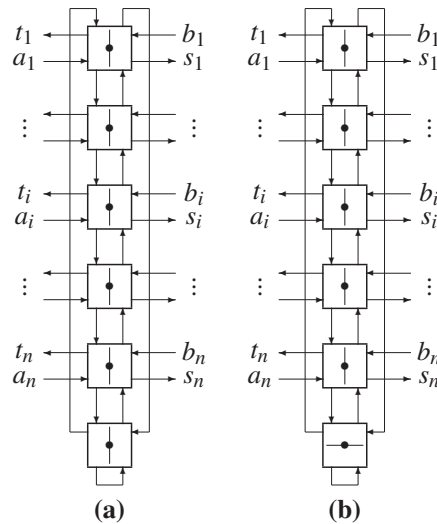 t₁ b₁ t₁ b₁
a₁ s₁ a₁ s₁
⋮ ⋮ ⋮ ⋮
tᵢ bᵢ tᵢ bᵢ
aᵢ sᵢ aᵢ sᵢ
⋮ ⋮ ⋮ ⋮
tₙ bₙ tₙ bₙ
aₙ sₙ aₙ sₙ
(a) (b)